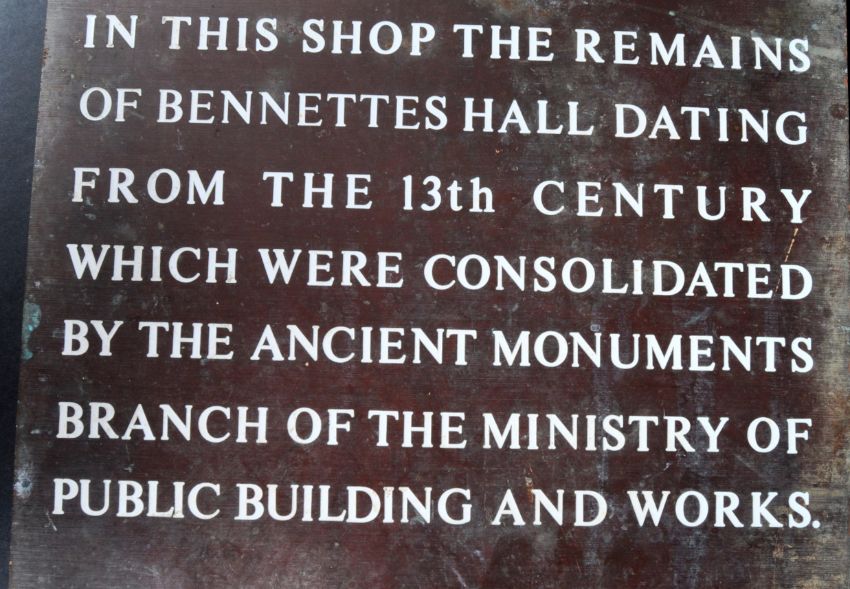 IN THIS SHOP THE REMAINS
OF BENNETTES HALL DATING
FROM THE 13th CENTURY
WHICH WERE CONSOLIDATED
BY THE ANCIENT MONUMENTS
BRANCH OF THE MINISTRY OF
PUBLIC BUILDING AND WORKS.